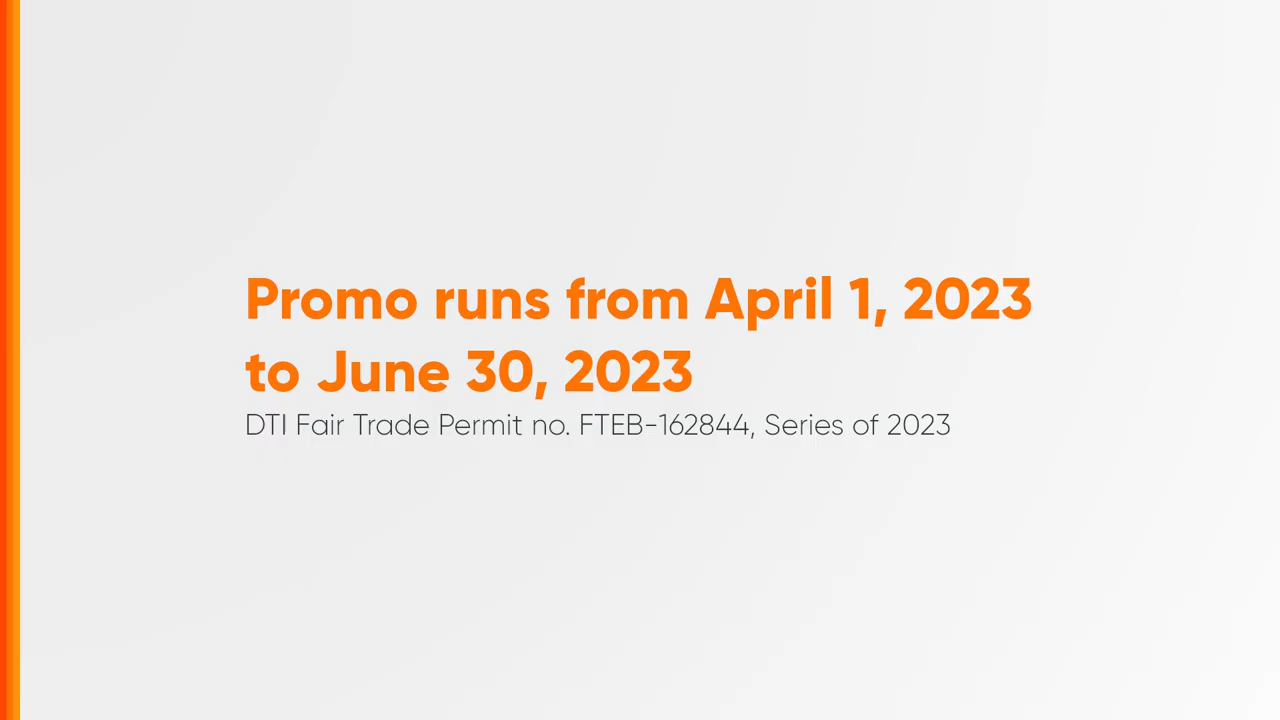 Promo runs from April 1, 2023
to June 30, 2023
DTI Fair Trade Permit no. FTEB-162844, Series of 2023